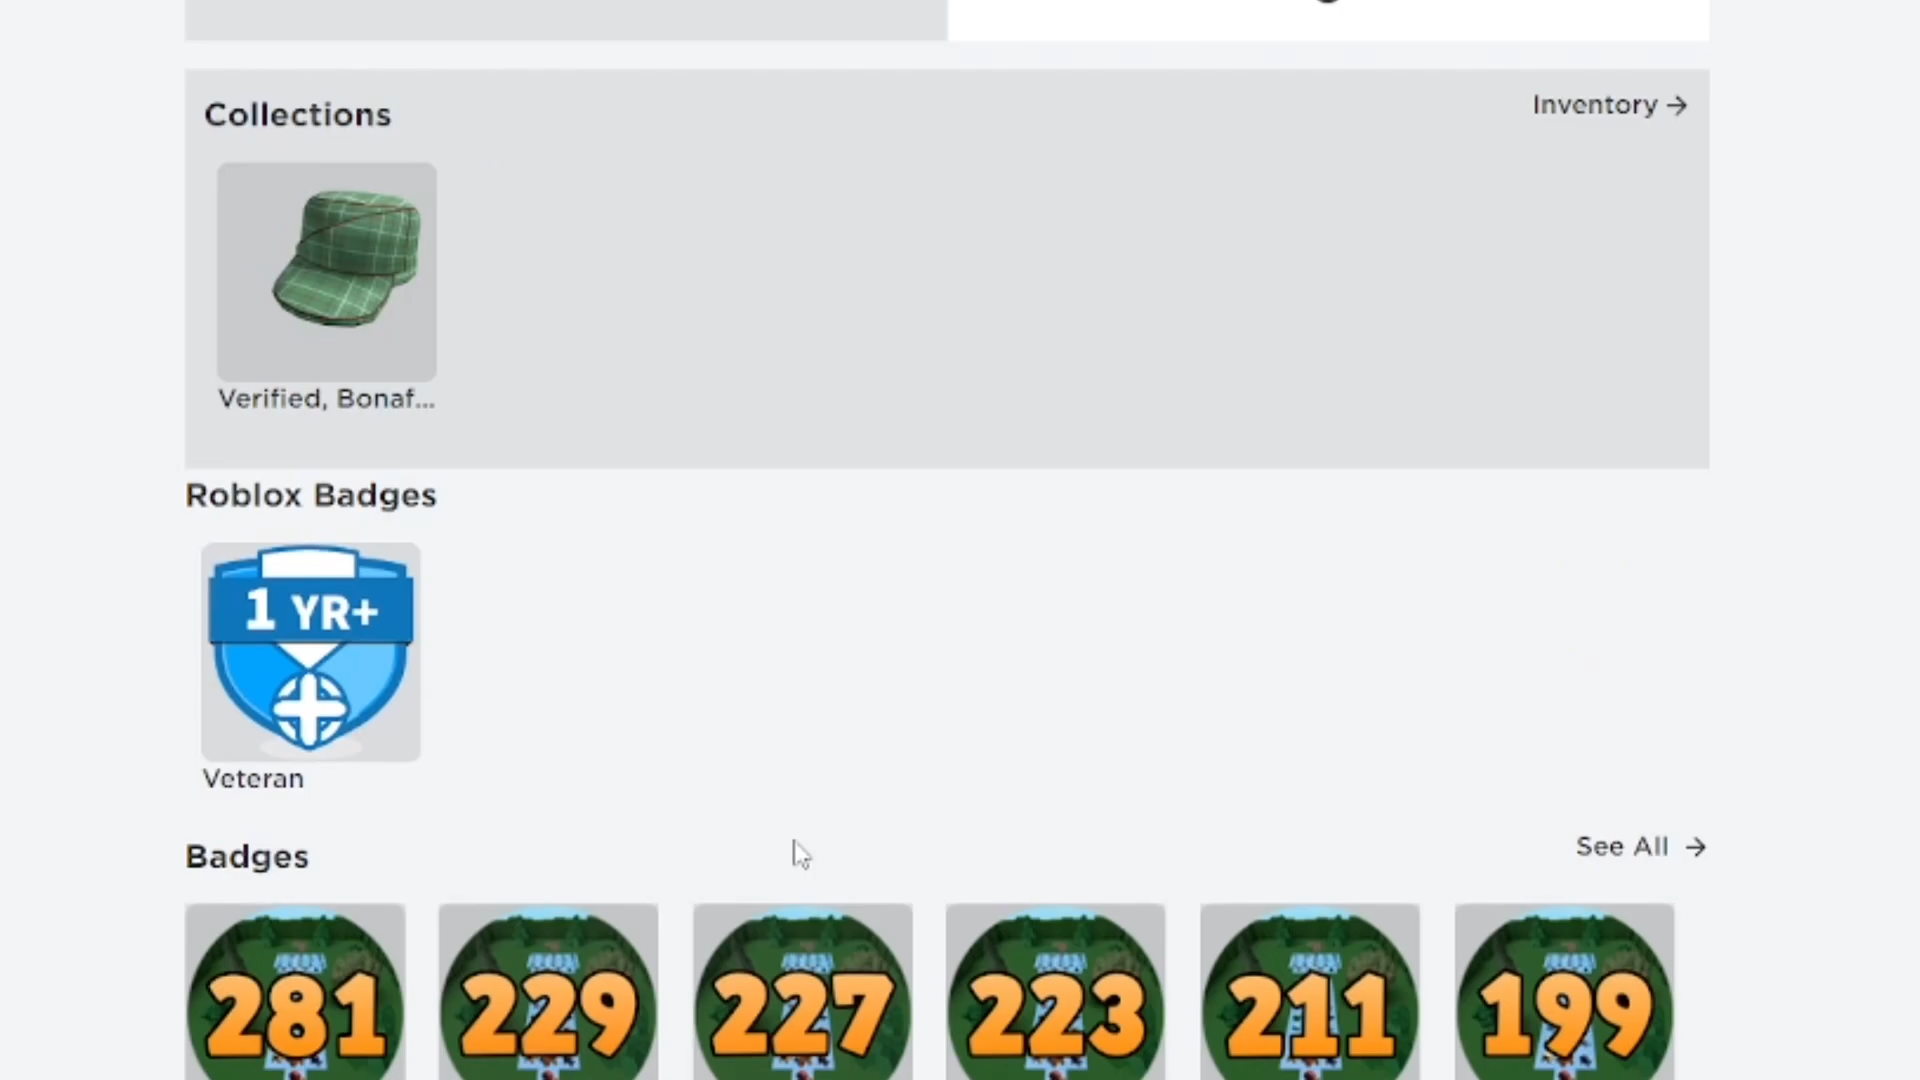 Collections
Inventory →
Verified, Bonaf...
Roblox Badges
1 YR+
Veteran
Badges
See All →
281
229
227
223
211
199